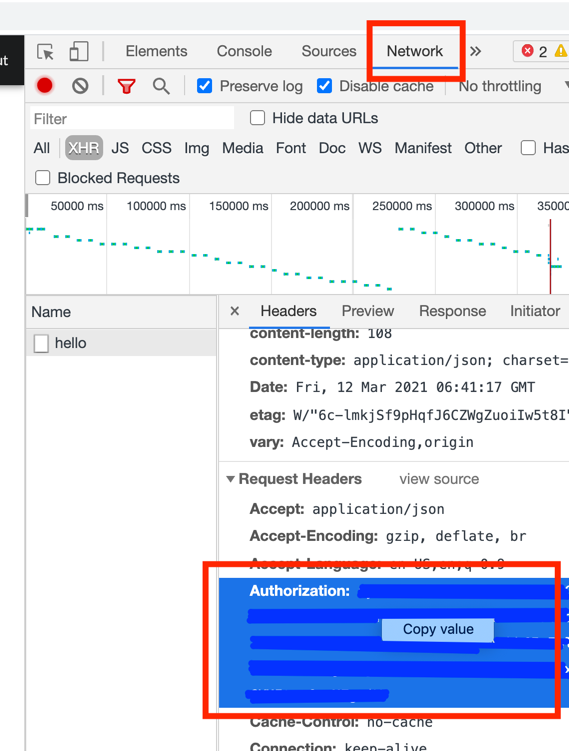 ut
Elements Console Sources Network » 2
Preserve log Disable cache No throttling
Filter Hide data URLs
All XHR JS CSS Img Media Font Doc WS Manifest Other Has
Blocked Requests
50000 ms 100000 ms 150000 ms 200000 ms 250000 ms 300000 ms 35000
Name × Headers Preview Response Initiator
hello
content-length: 108
content-type: application/json; charset=
Date: Fri, 12 Mar 2021 06:41:17 GMT
etag: W/"6c-lmkjSf9pHqfJ6CZWgZuoiIw5t8I"
vary: Accept-Encoding,origin
Request Headers view source
Accept: application/json
Accept-Encoding: gzip, deflate, br
Accept-Language: en-US,en;q=0.9
Authorization:
Copy value
Cache-Control: no-cache
Connection: keep-alive